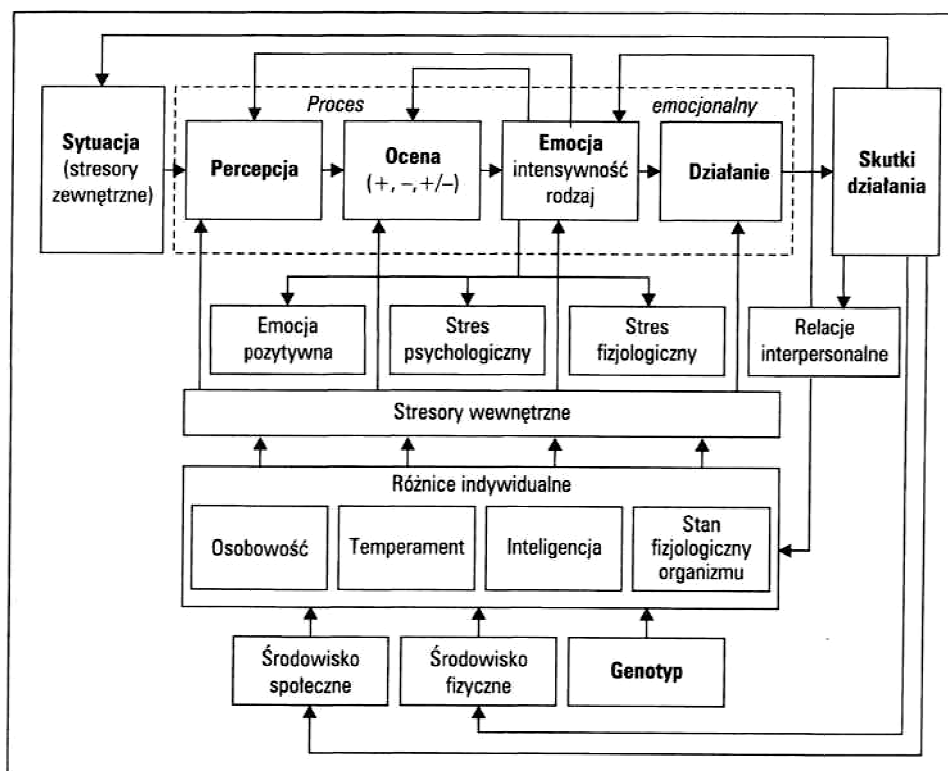 Proces
emocjonalny
Sytuacja
(stresory
zewnętrzne)
Percepcja
Ocena
(+, –, +/–)
Emocja
intensywność
rodzaj
Działanie
Skutki
działania
Emocja
pozytywna
Stres
psychologiczny
Stres
fizjologiczny
Relacje
interpersonalne
Stresory wewnętrzne
Różnice indywidualne
Osobowość
Temperament
Inteligencja
Stan
fizjologiczny
organizmu
Środowisko
społeczne
Środowisko
fizyczne
Genotyp